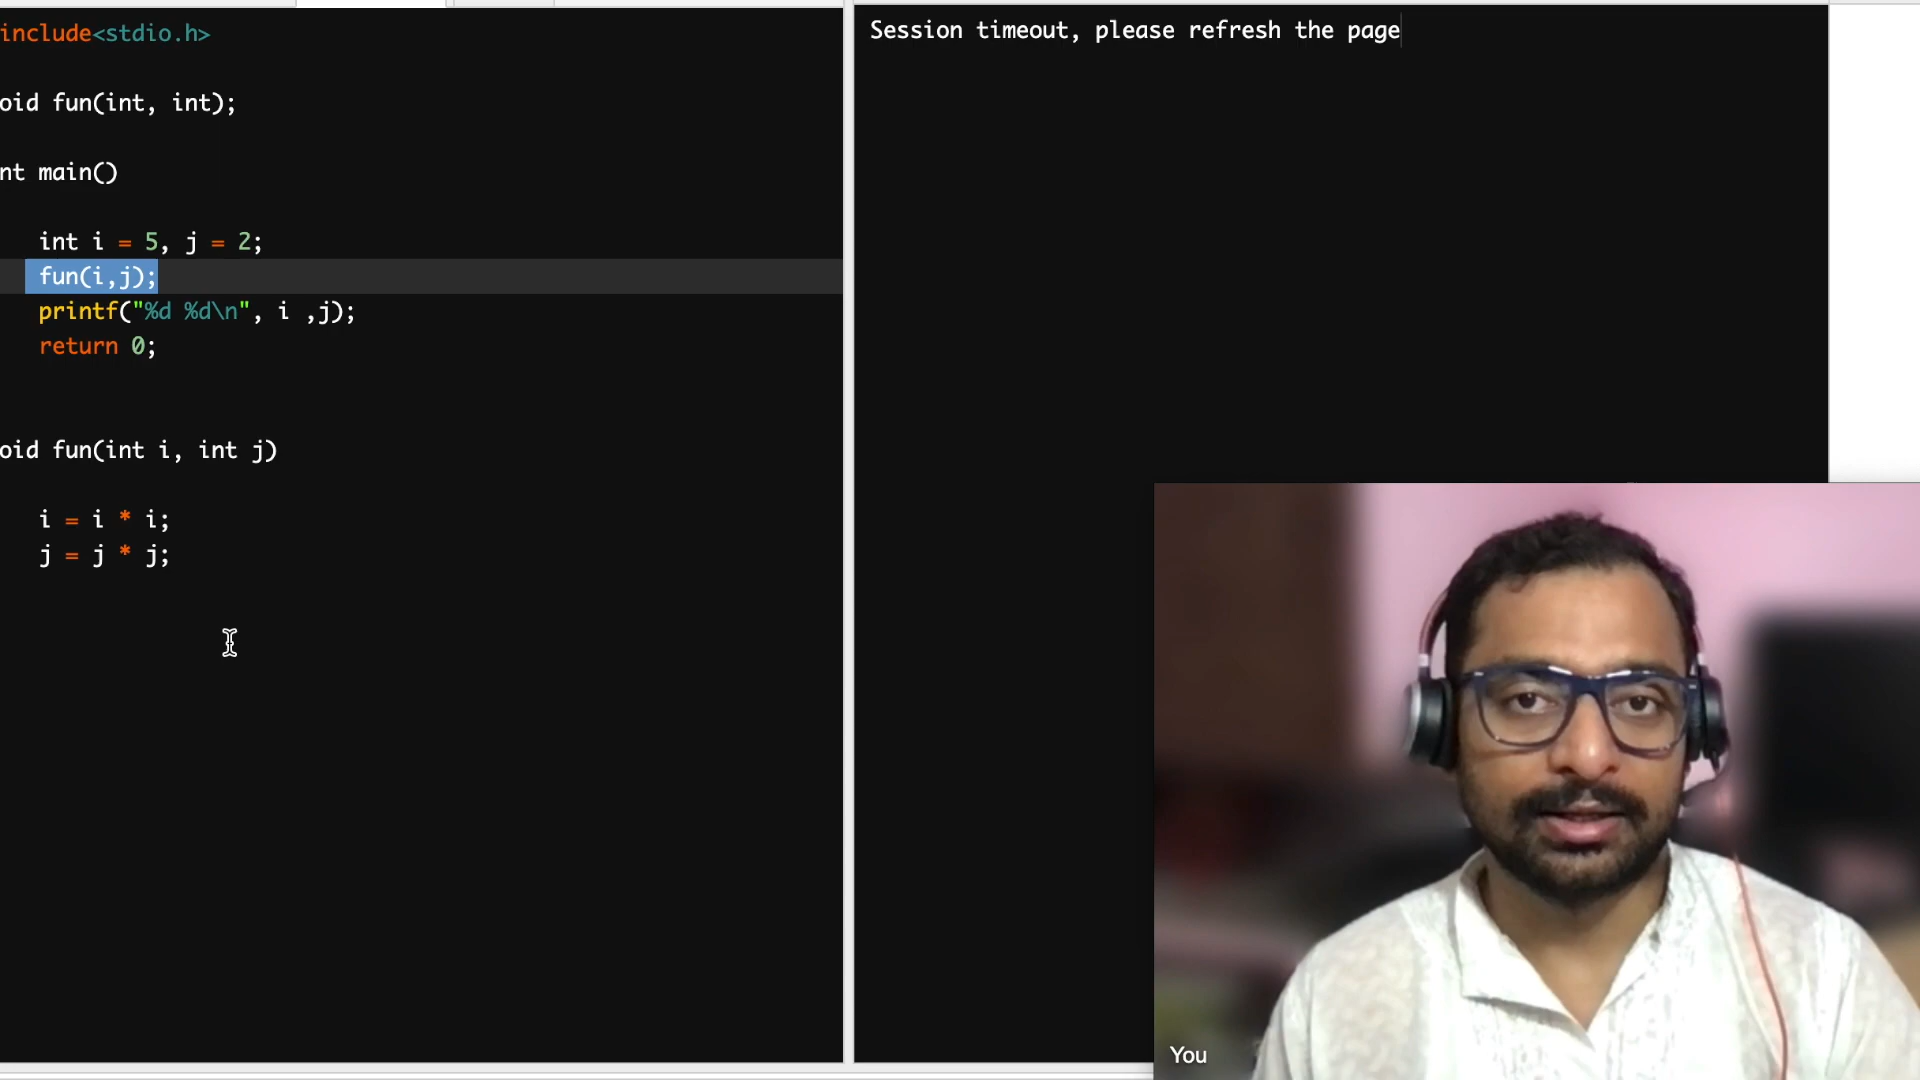 include<stdio.h>
oid fun(int, int);
nt main()
int i = 5, j = 2;
fun(i,j);
printf("%d %d\n", i ,j);
return 0;
oid fun(int i, int j)
i = i * i;
j = j * j;
Session timeout, please refresh the page
You